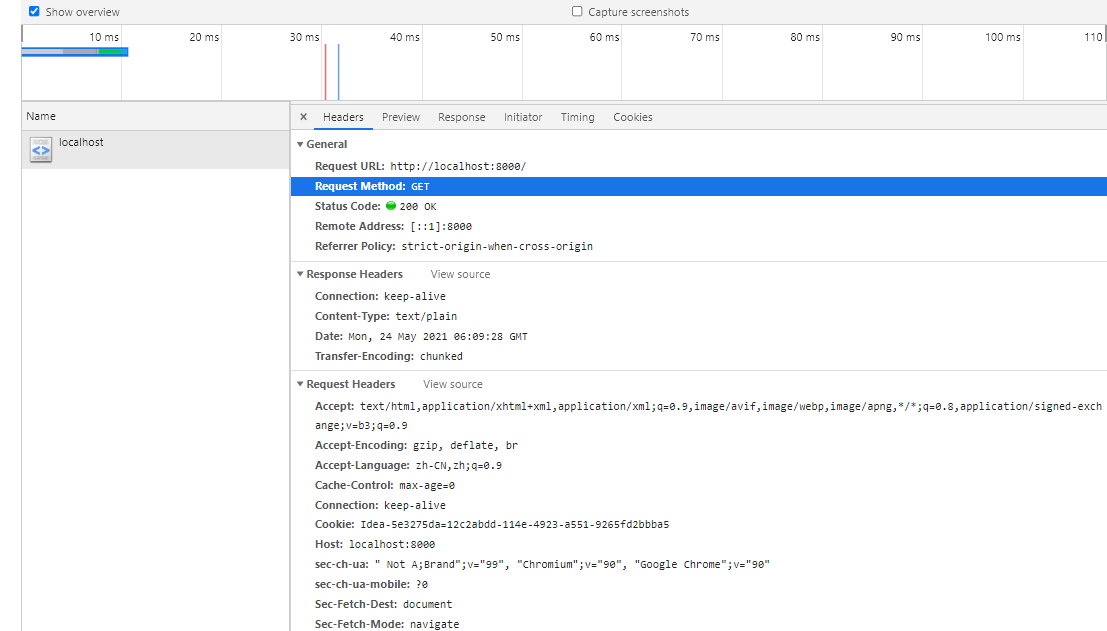 Show overview
Capture screenshots
10 ms 20 ms 30 ms 40 ms 50 ms 60 ms 70 ms 80 ms 90 ms 100 ms 110
Name
localhost
× Headers Preview Response Initiator Timing Cookies
General
Request URL: http://localhost:8000/
Request Method: GET
Status Code: 200 OK
Remote Address: [::1]:8000
Referrer Policy: strict-origin-when-cross-origin
Response Headers View source
Connection: keep-alive
Content-Type: text/plain
Date: Mon, 24 May 2021 06:09:28 GMT
Transfer-Encoding: chunked
Request Headers View source
Accept: text/html,application/xhtml+xml,application/xml;q=0.9,image/avif,image/webp,image/apng,*/*;q=0.8,application/signed-exch
ange;v=b3;q=0.9
Accept-Encoding: gzip, deflate, br
Accept-Language: zh-CN,zh;q=0.9
Cache-Control: max-age=0
Connection: keep-alive
Cookie: Idea-5e3275da=12c2abdd-114e-4923-a551-9265fd2bbba5
Host: localhost:8000
sec-ch-ua: " Not A;Brand";v="99", "Chromium";v="90", "Google Chrome";v="90"
sec-ch-ua-mobile: ?0
Sec-Fetch-Dest: document
Sec-Fetch-Mode: navigate